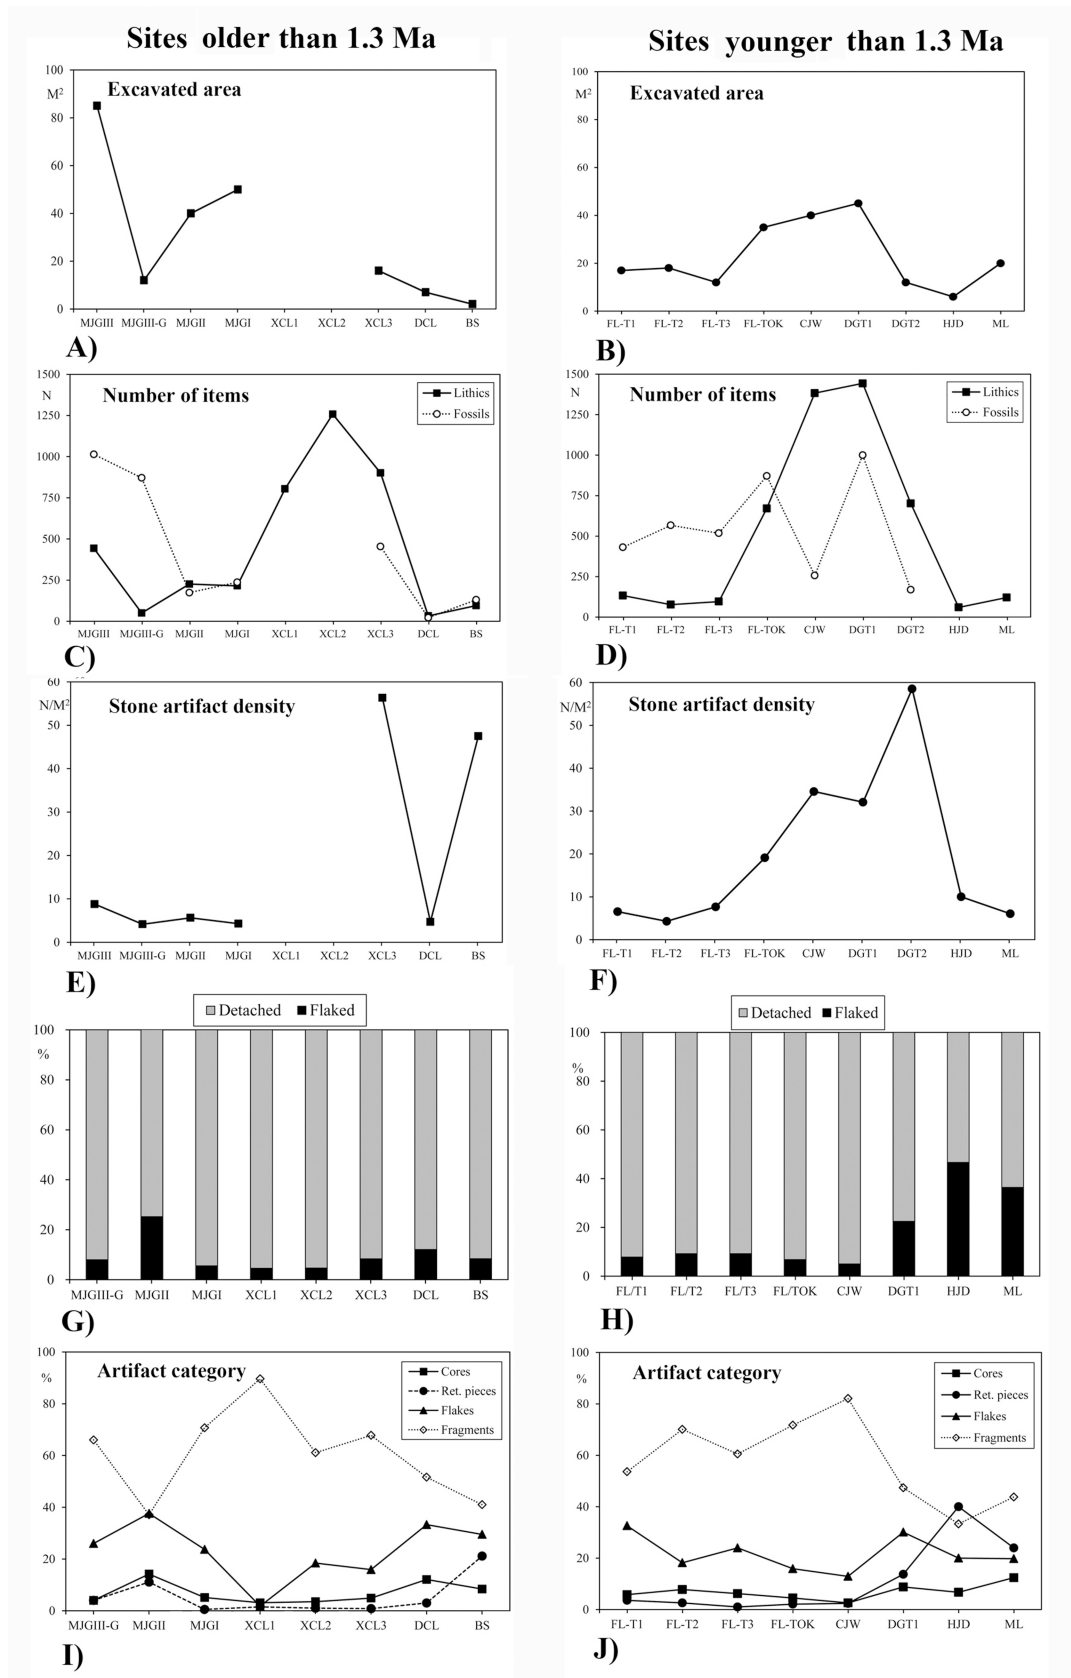 Sites older than 1.3 Ma
Sites younger than 1.3 Ma
100
M²
80
60
40
20
0
Excavated area
MJGIII MJGIII-G MJGII MJGI XCL1 XCL2 XCL3 DCL BS
A)
100
M²
80
60
40
20
0
Excavated area
FL-T1 FL-T2 FL-T3 FL-TOK CJW DGT1 DGT2 HJD ML
B)
1500
N
1250
1000
750
500
250
0
Number of items
Lithics
Fossils
MJGIII MJGIII-G MJGII MJGI XCL1 XCL2 XCL3 DCL BS
C)
1500
N
1250
1000
750
500
250
0
Number of items
Lithics
Fossils
FL-T1 FL-T2 FL-T3 FL-TOK CJW DGT1 DGT2 HJD ML
D)
60
N/M²
50
40
30
20
10
0
Stone artifact density
MJGIII MJGIII-G MJGII MJGI XCL1 XCL2 XCL3 DCL BS
E)
60
N/M²
50
40
30
20
10
0
Stone artifact density
FL-T1 FL-T2 FL-T3 FL-TOK CJW DGT1 DGT2 HJD ML
F)
Detached Flaked
100
%
80
60
40
20
0
MJGIII-G MJGII MJGI XCL1 XCL2 XCL3 DCL BS
G)
Detached Flaked
100
%
80
60
40
20
0
FL/T1 FL/T2 FL/T3 FL/TOK CJW DGT1 HJD ML
H)
100
%
80
60
40
20
0
Artifact category
Cores
Ret. pieces
Flakes
Fragments
MJGIII-G MJGII MJGI XCL1 XCL2 XCL3 DCL BS
I)
100
%
80
60
40
20
0
Artifact category
Cores
Ret. pieces
Flakes
Fragments
FL-T1 FL-T2 FL-T3 FL-TOK CJW DGT1 HJD ML
J)